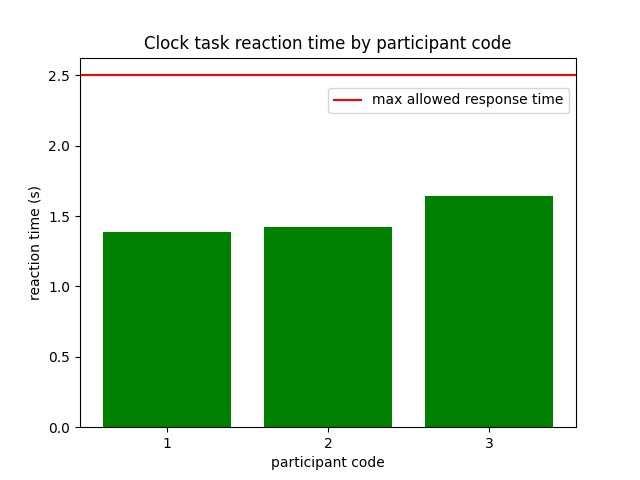 Clock task reaction time by participant code
2.5
max allowed response time
2.0
1.5
1.0
0.5
0.0
reaction time (s)
1 2 3
participant code